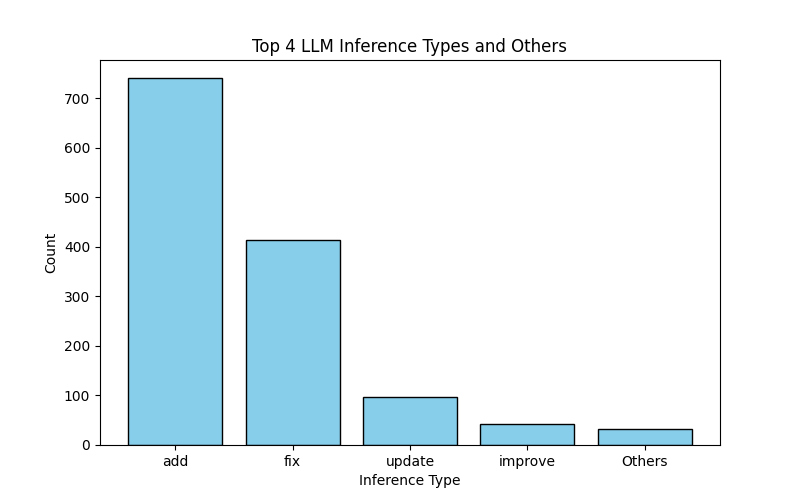 Top 4 LLM Inference Types and Others
700
600
500
400
300
200
100
0
Count
add fix update improve Others
Inference Type